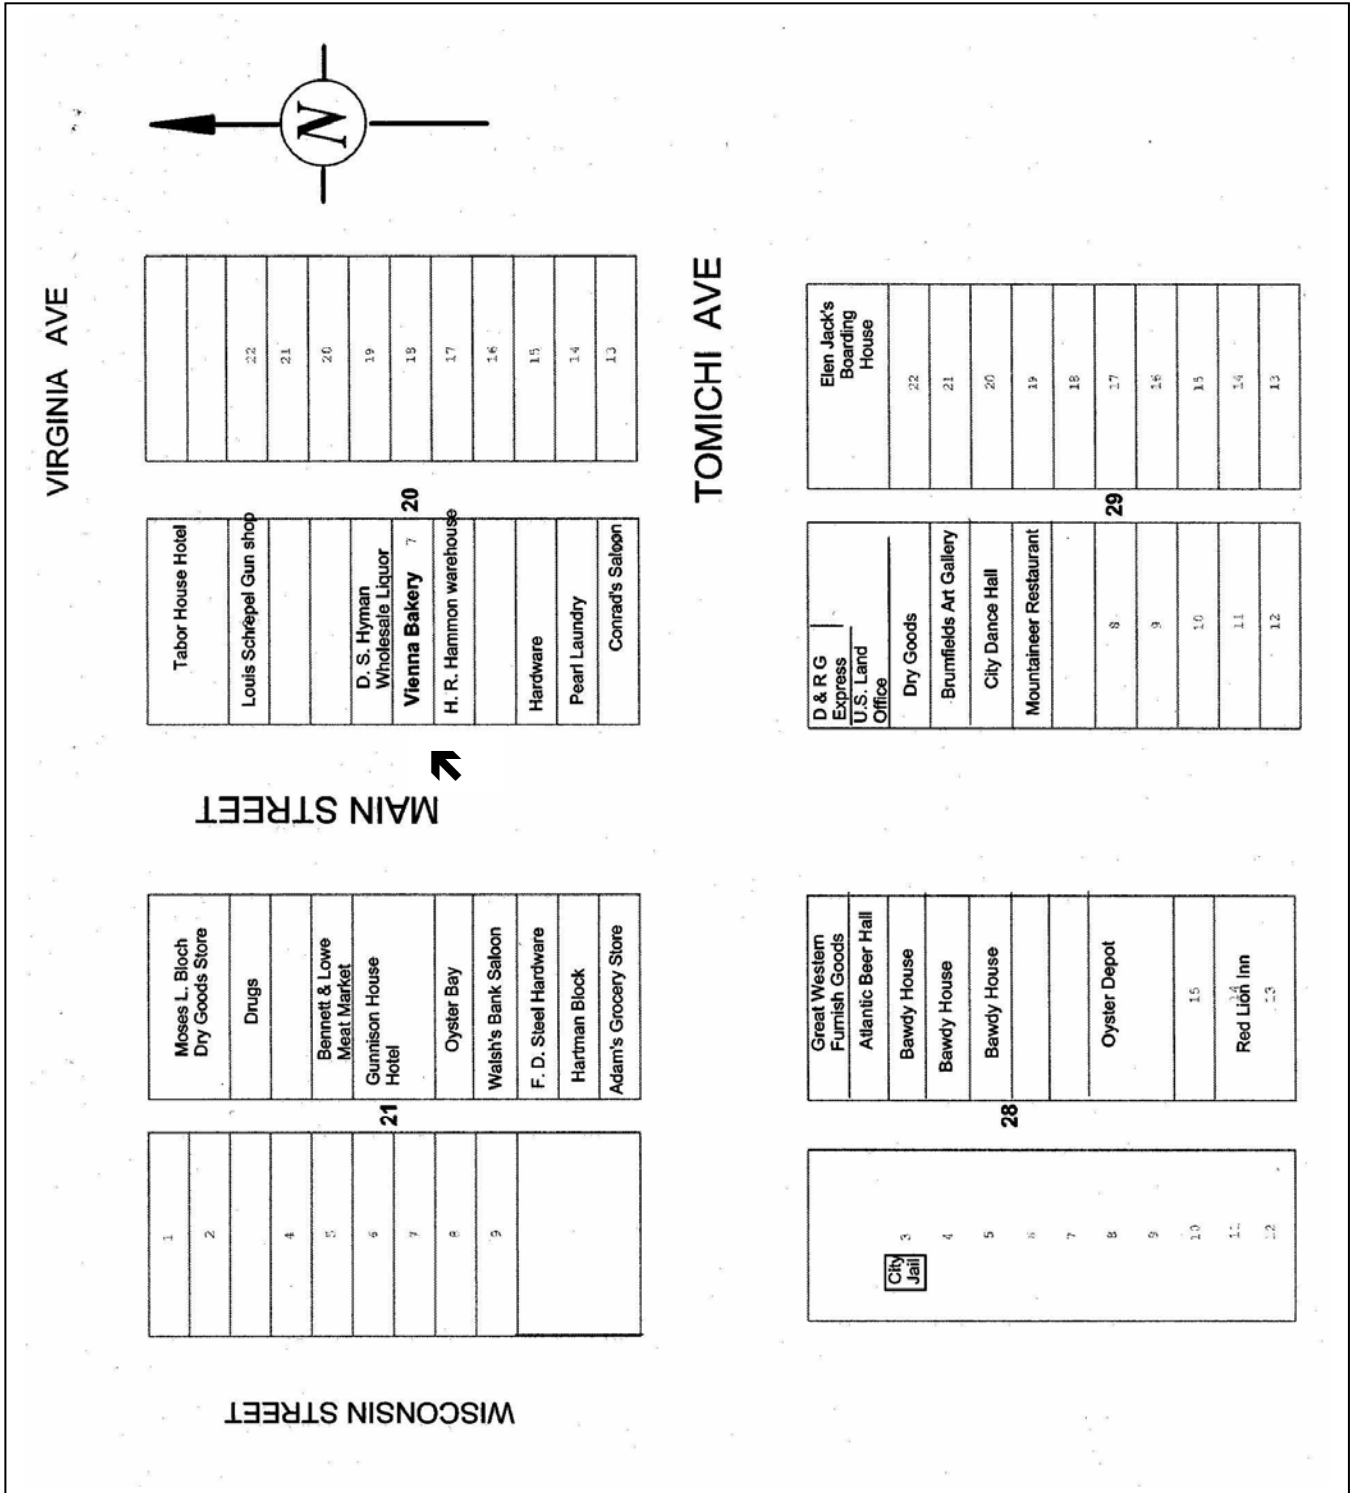 VIRGINIA AVE
N
22
21
20
19
18
17
16
15
14
13
20
Tabor House Hotel
Louis Schrepel Gun shop
D. S. Hyman
Wholesale Liquor
Vienna Bakery 7
H. R. Hammon warehouse
Hardware
Pearl Laundry
Conrad's Saloon
MAIN STREET
Moses L. Bloch
Dry Goods Store
Drugs
Bennett & Lowe
Meat Market
Gunnison House
Hotel
Oyster Bay
Walsh's Bank Saloon
F. D. Steel Hardware
Hartman Block
Adam's Grocery Store
21
1
2
4
5
6
7
8
9
WISCONSIN STREET
TOMICHI AVE
Elen Jack's
Boarding
House
22
21
20
19
18
17
16
15
14
13
29
D & R G
Express
U.S. Land
Office
Dry Goods
Brumfields Art Gallery
City Dance Hall
Mountaineer Restaurant
8
9
10
11
12
Great Western
Furnish Goods
Atlantic Beer Hall
Bawdy House
Bawdy House
Bawdy House
Oyster Depot
15
14
Red Lion Inn
13
28
City
Jail
3
4
5
6
7
8
9
10
11
12